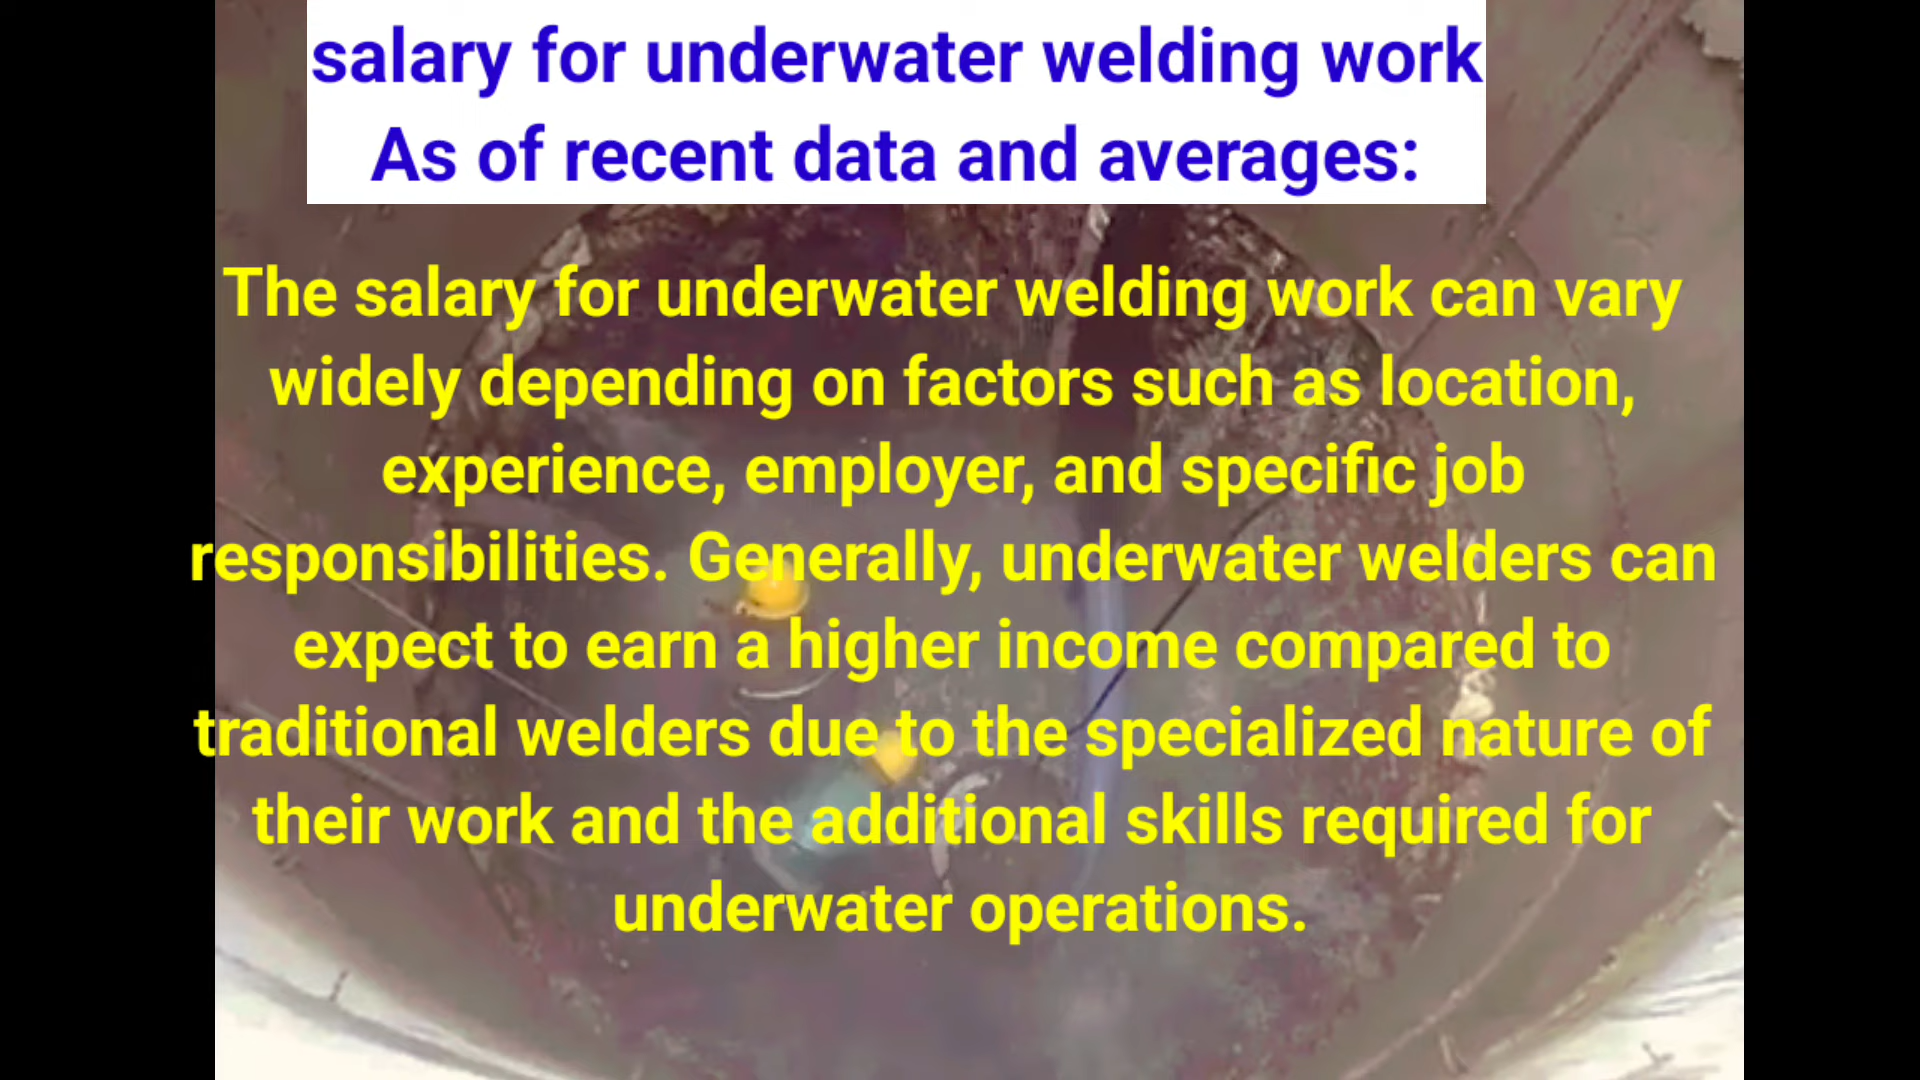 salary for underwater welding work
As of recent data and averages:
The salary for underwater welding work can vary
widely depending on factors such as location,
experience, employer, and specific job
responsibilities. Generally, underwater welders can
expect to earn a higher income compared to
traditional welders due to the specialized nature of
their work and the additional skills required for
underwater operations.